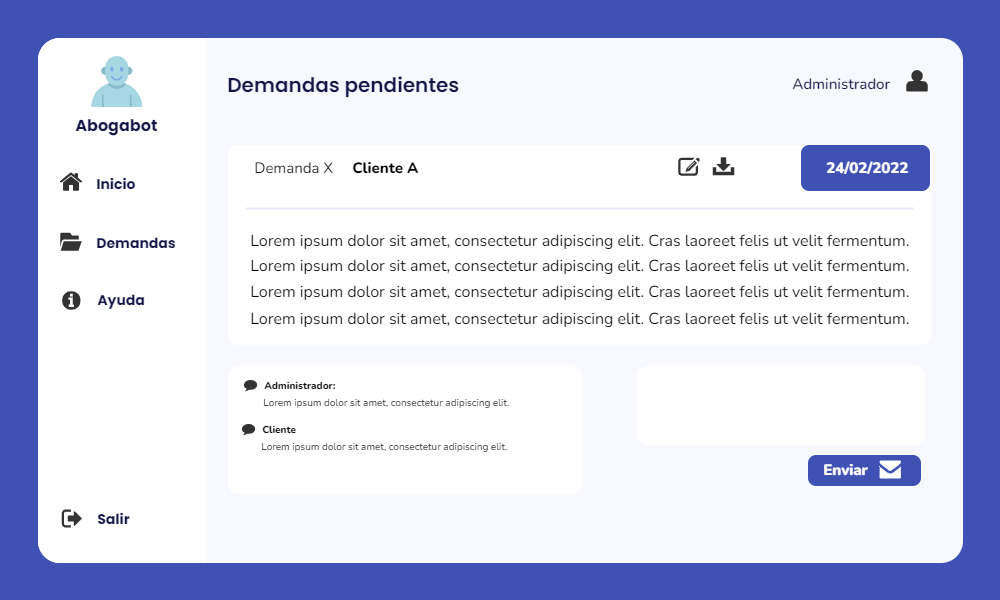 Abogabot
Inicio
Demandas
Ayuda
Salir
Demandas pendientes
Administrador
Demanda X Cliente A
24/02/2022
Lorem ipsum dolor sit amet, consectetur adipiscing elit. Cras laoreet felis ut velit fermentum.
Lorem ipsum dolor sit amet, consectetur adipiscing elit. Cras laoreet felis ut velit fermentum.
Lorem ipsum dolor sit amet, consectetur adipiscing elit. Cras laoreet felis ut velit fermentum.
Lorem ipsum dolor sit amet, consectetur adipiscing elit. Cras laoreet felis ut velit fermentum.
Administrador:
Lorem ipsum dolor sit amet, consectetur adipiscing elit.
Cliente
Lorem ipsum dolor sit amet, consectetur adipiscing elit.
Enviar